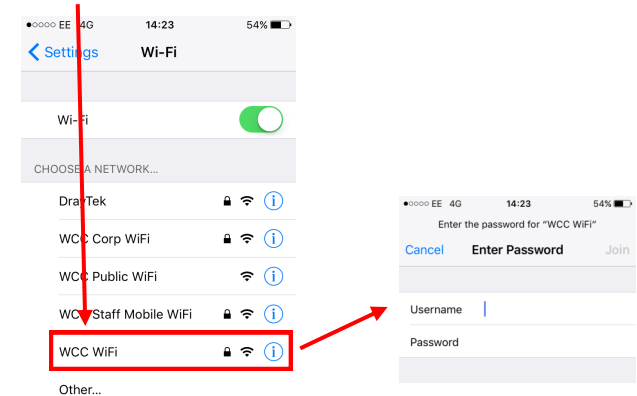 EE 4G 14:23 54%
Settings Wi-Fi
Wi-Fi
CHOOSE A NETWORK...
DrayTek
WCC Corp WiFi
WCC Public WiFi
WCC Staff Mobile WiFi
WCC WiFi
Other...
EE 4G 14:23 54%
Enter the password for “WCC WiFi”
Cancel Enter Password Join
Username
Password